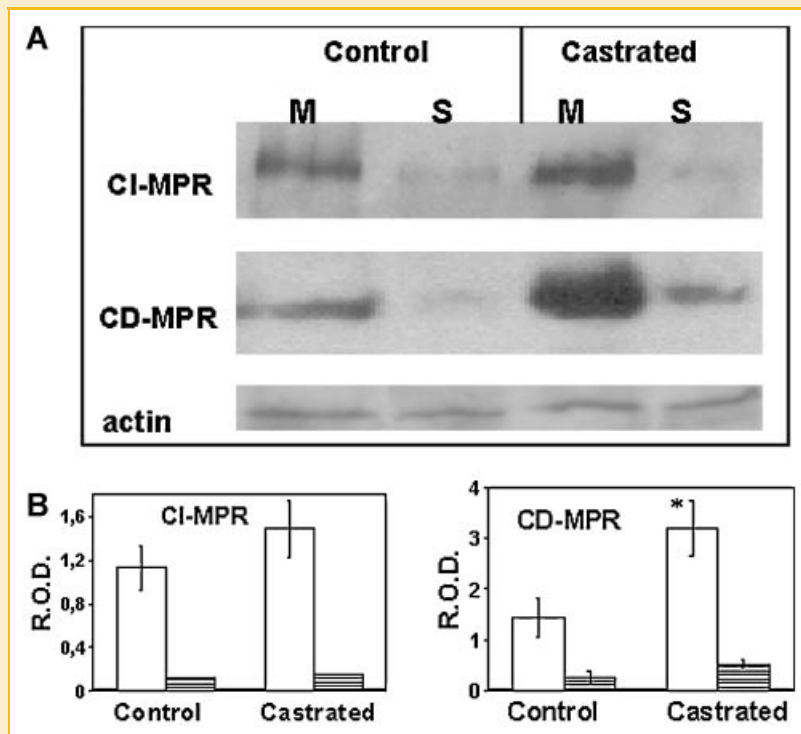 A
Control Castrated
M S M S
CI-MPR
CD-MPR
actin
B
CI-MPR
R.O.D.
1,6
1,2
0,8
0,4
0
Control Castrated
CD-MPR
R.O.D.
4
*
3
2
1
0
Control Castrated